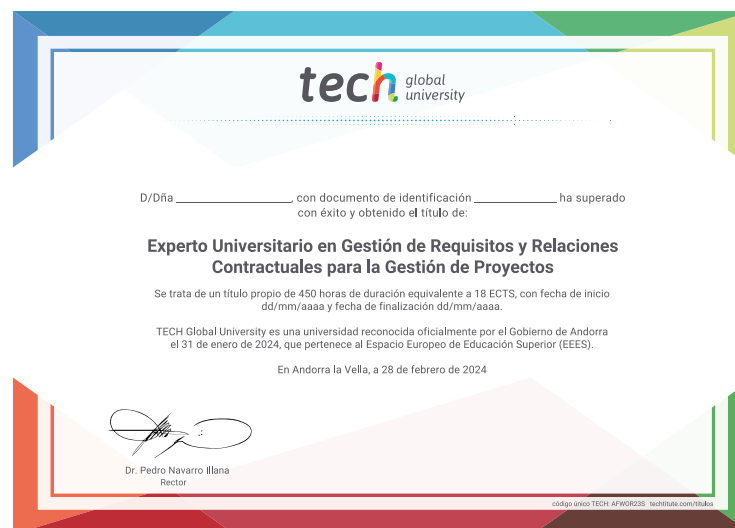 tech global university
D/Dña ______________________, con documento de identificación ________________ ha superado
con éxito y obtenido el título de:
Experto Universitario en Gestión de Requisitos y Relaciones
Contractuales para la Gestión de Proyectos
Se trata de un título propio de 450 horas de duración equivalente a 18 ECTS, con fecha de inicio
dd/mm/aaaa y fecha de finalización dd/mm/aaaa.
TECH Global University es una universidad reconocida oficialmente por el Gobierno de Andorra
el 31 de enero de 2024, que pertenece al Espacio Europeo de Educación Superior (EEES).
En Andorra la Vella, a 28 de febrero de 2024
Dr. Pedro Navarro Illana
Rector
código único TECH: AFWOR23S techtitute.com/titulos